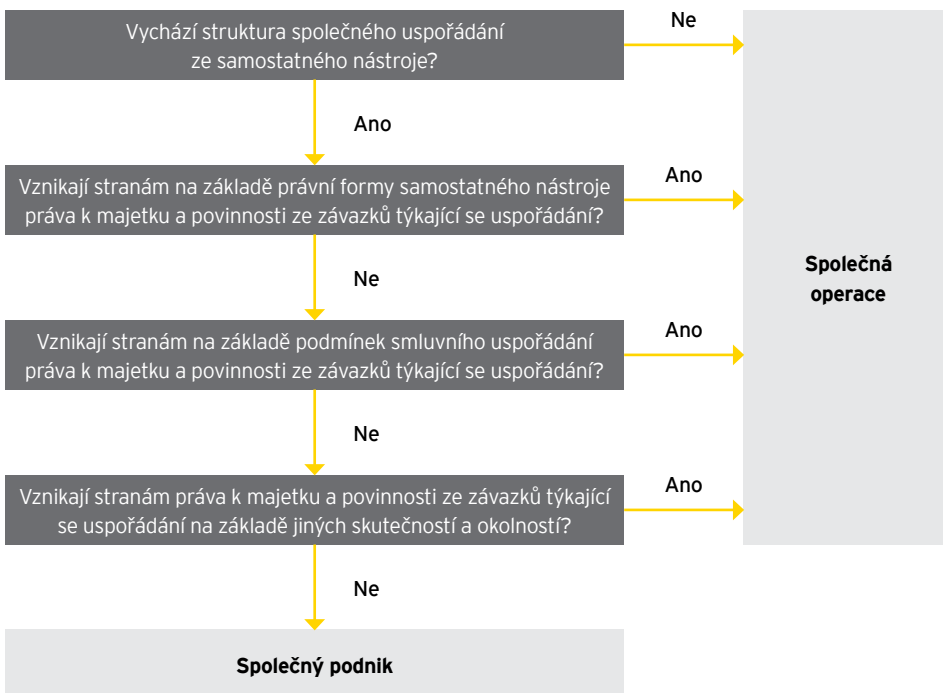 Vychází struktura společného uspořádání
ze samostatného nástroje?
Ne
Ano
Vznikají stranám na základě právní formy samostatného nástroje
práva k majetku a povinnosti ze závazků týkající se uspořádání?
Ano
Ne
Společná
operace
Vznikají stranám na základě podmínek smluvního uspořádání
práva k majetku a povinnosti ze závazků týkající se uspořádání?
Ano
Ne
Vznikají stranám práva k majetku a povinnosti ze závazků týkající
se uspořádání na základě jiných skutečností a okolností?
Ano
Ne
Společný podnik